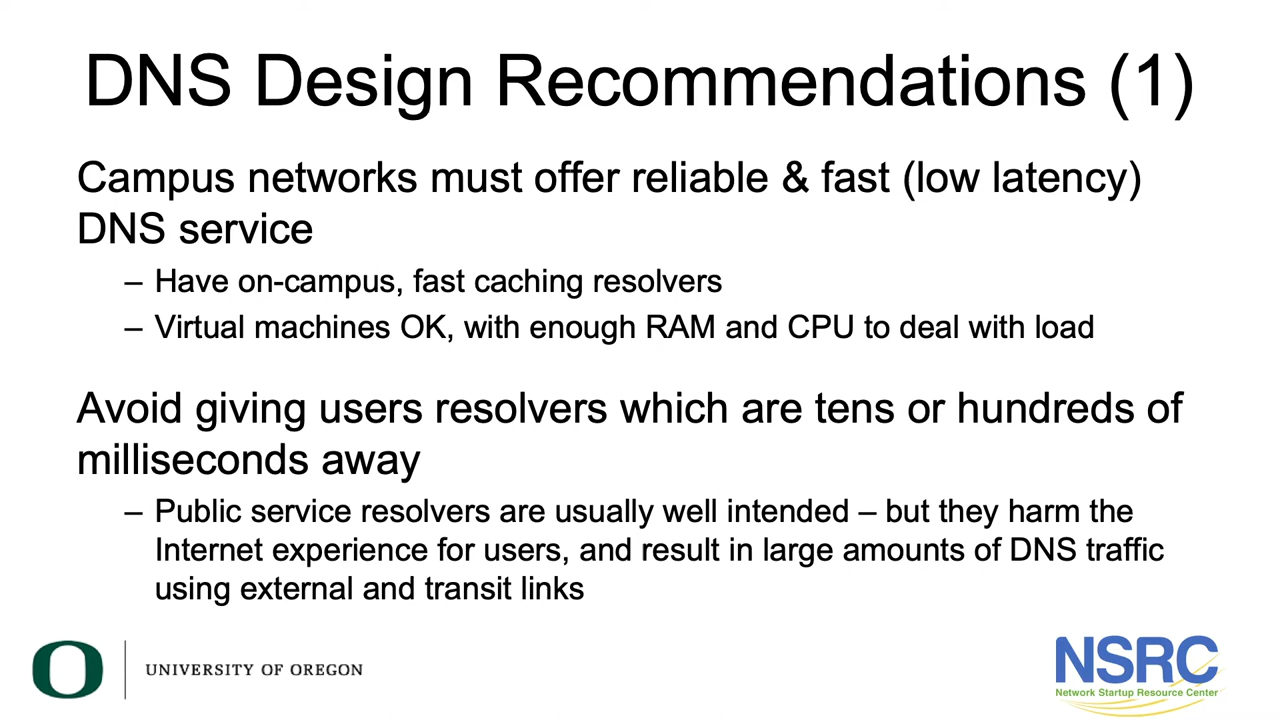 DNS Design Recommendations (1)
Campus networks must offer reliable & fast (low latency)
DNS service
– Have on-campus, fast caching resolvers
– Virtual machines OK, with enough RAM and CPU to deal with load
Avoid giving users resolvers which are tens or hundreds of
milliseconds away
– Public service resolvers are usually well intended – but they harm the
Internet experience for users, and result in large amounts of DNS traffic
using external and transit links
O
UNIVERSITY OF OREGON
NSRC
Network Startup Resource Center